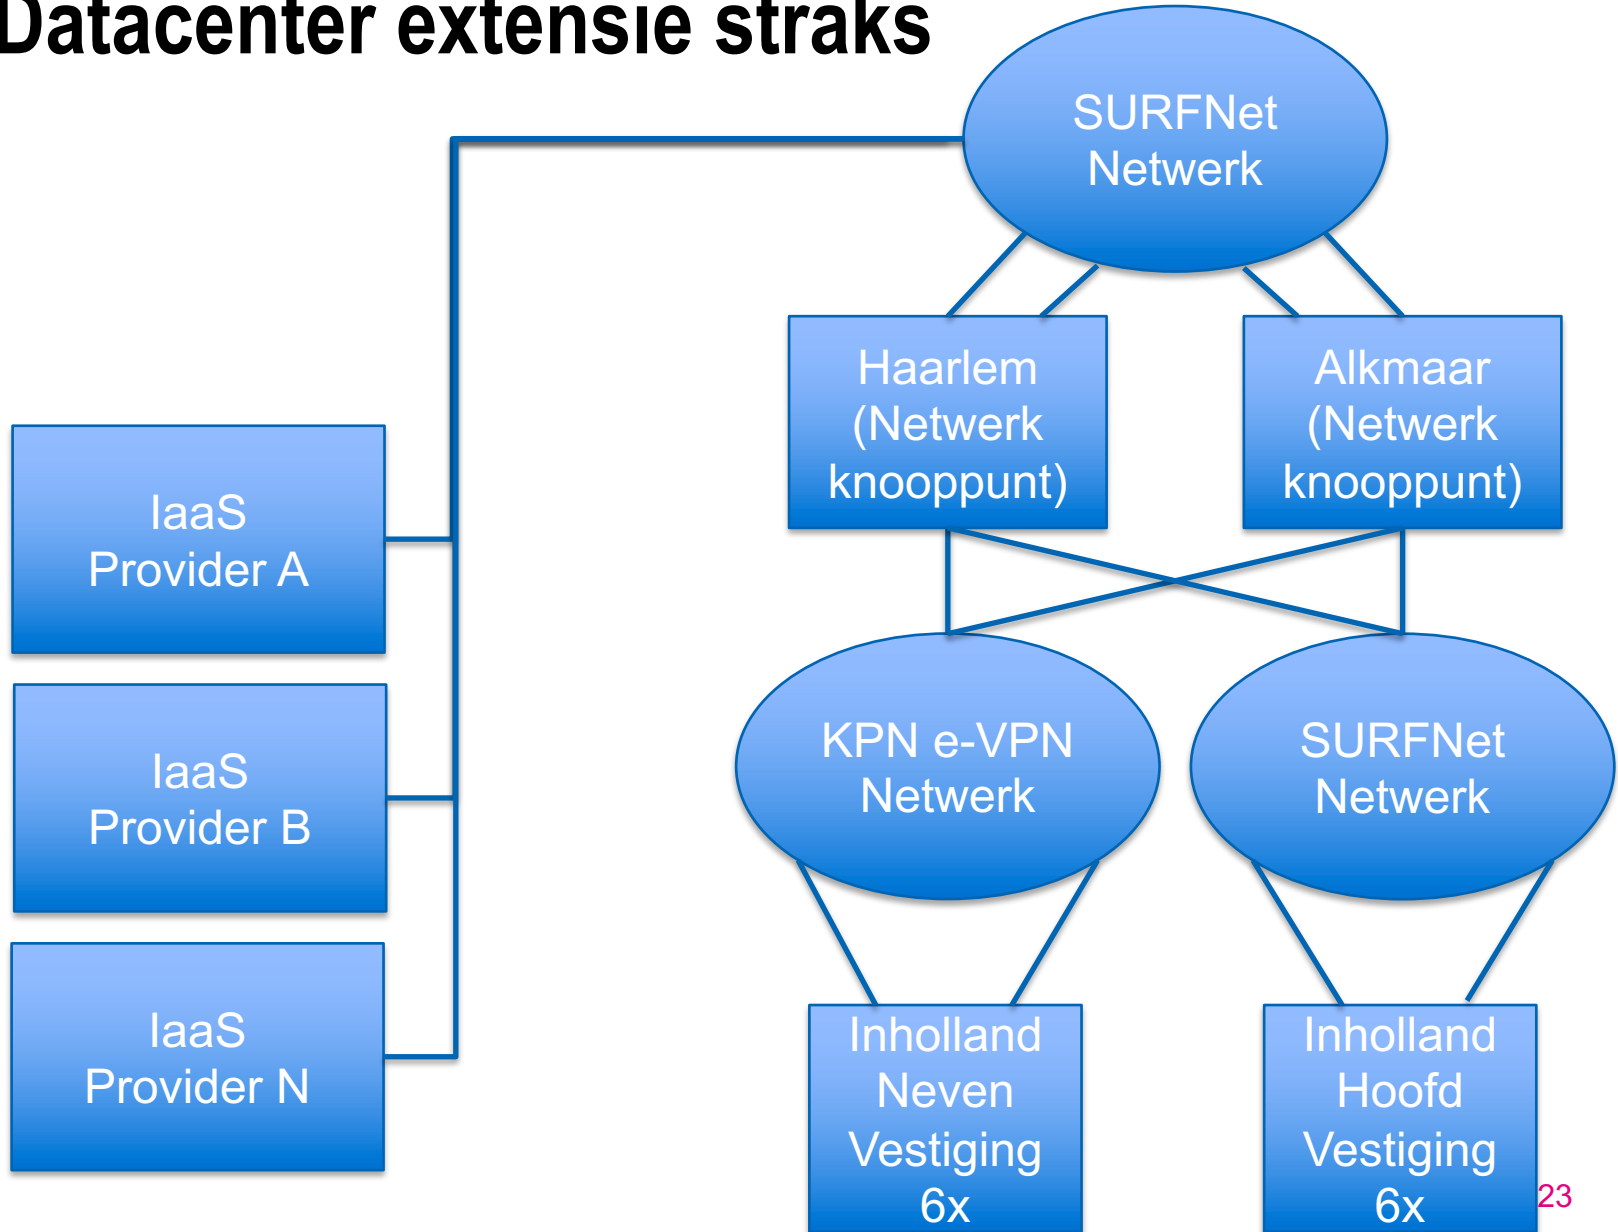 Datacenter extensie straks
SURFNet
Netwerk
Haarlem
(Netwerk
knooppunt)
Alkmaar
(Netwerk
knooppunt)
IaaS
Provider A
IaaS
Provider B
IaaS
Provider N
KPN e-VPN
Netwerk
SURFNet
Netwerk
Inholland
Neven
Vestiging
6x
Inholland
Hoofd
Vestiging
6x
23